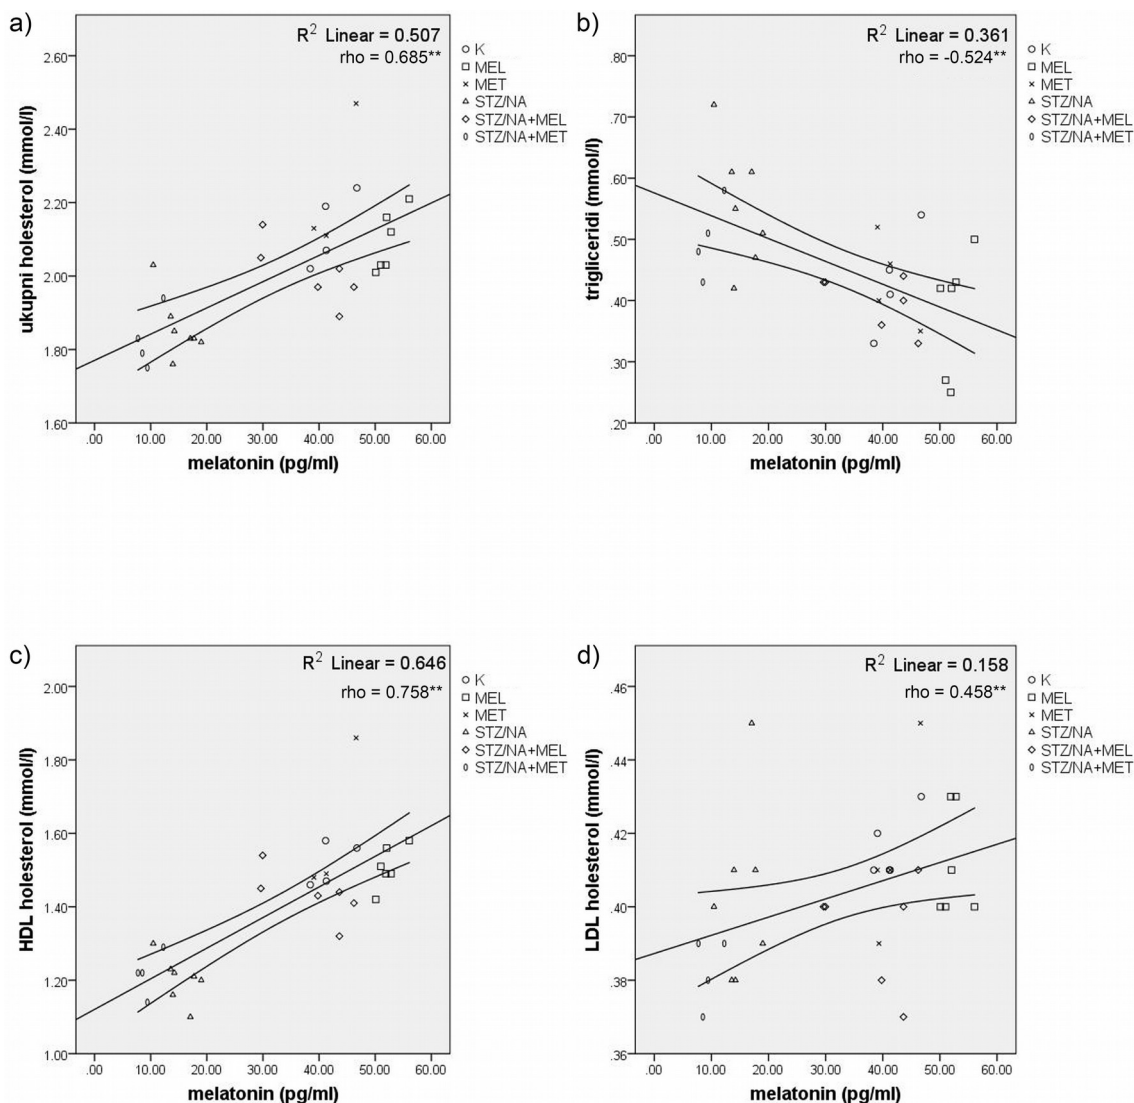 a)
R² Linear = 0.507
rho = 0.685**
2.60
2.40
2.20
2.00
1.80
1.60
ukupni holesterol (mmol/l)
.00 10.00 20.00 30.00 40.00 50.00 60.00
melatonin (pg/ml)
K
MEL
MET
STZ/NA
STZ/NA+MEL
STZ/NA+MET
b)
R² Linear = 0.361
rho = -0.524**
.80
.70
.60
.50
.40
.30
.20
trigliceridi (mmol/l)
.00 10.00 20.00 30.00 40.00 50.00 60.00
melatonin (pg/ml)
K
MEL
MET
STZ/NA
STZ/NA+MEL
STZ/NA+MET
c)
R² Linear = 0.646
rho = 0.758**
2.00
1.80
1.60
1.40
1.20
1.00
HDL holesterol (mmol/l)
.00 10.00 20.00 30.00 40.00 50.00 60.00
melatonin (pg/ml)
K
MEL
MET
STZ/NA
STZ/NA+MEL
STZ/NA+MET
d)
R² Linear = 0.158
rho = 0.458**
.46
.44
.42
.40
.38
.36
LDL holesterol (mmol/l)
.00 10.00 20.00 30.00 40.00 50.00 60.00
melatonin (pg/ml)
K
MEL
MET
STZ/NA
STZ/NA+MEL
STZ/NA+MET